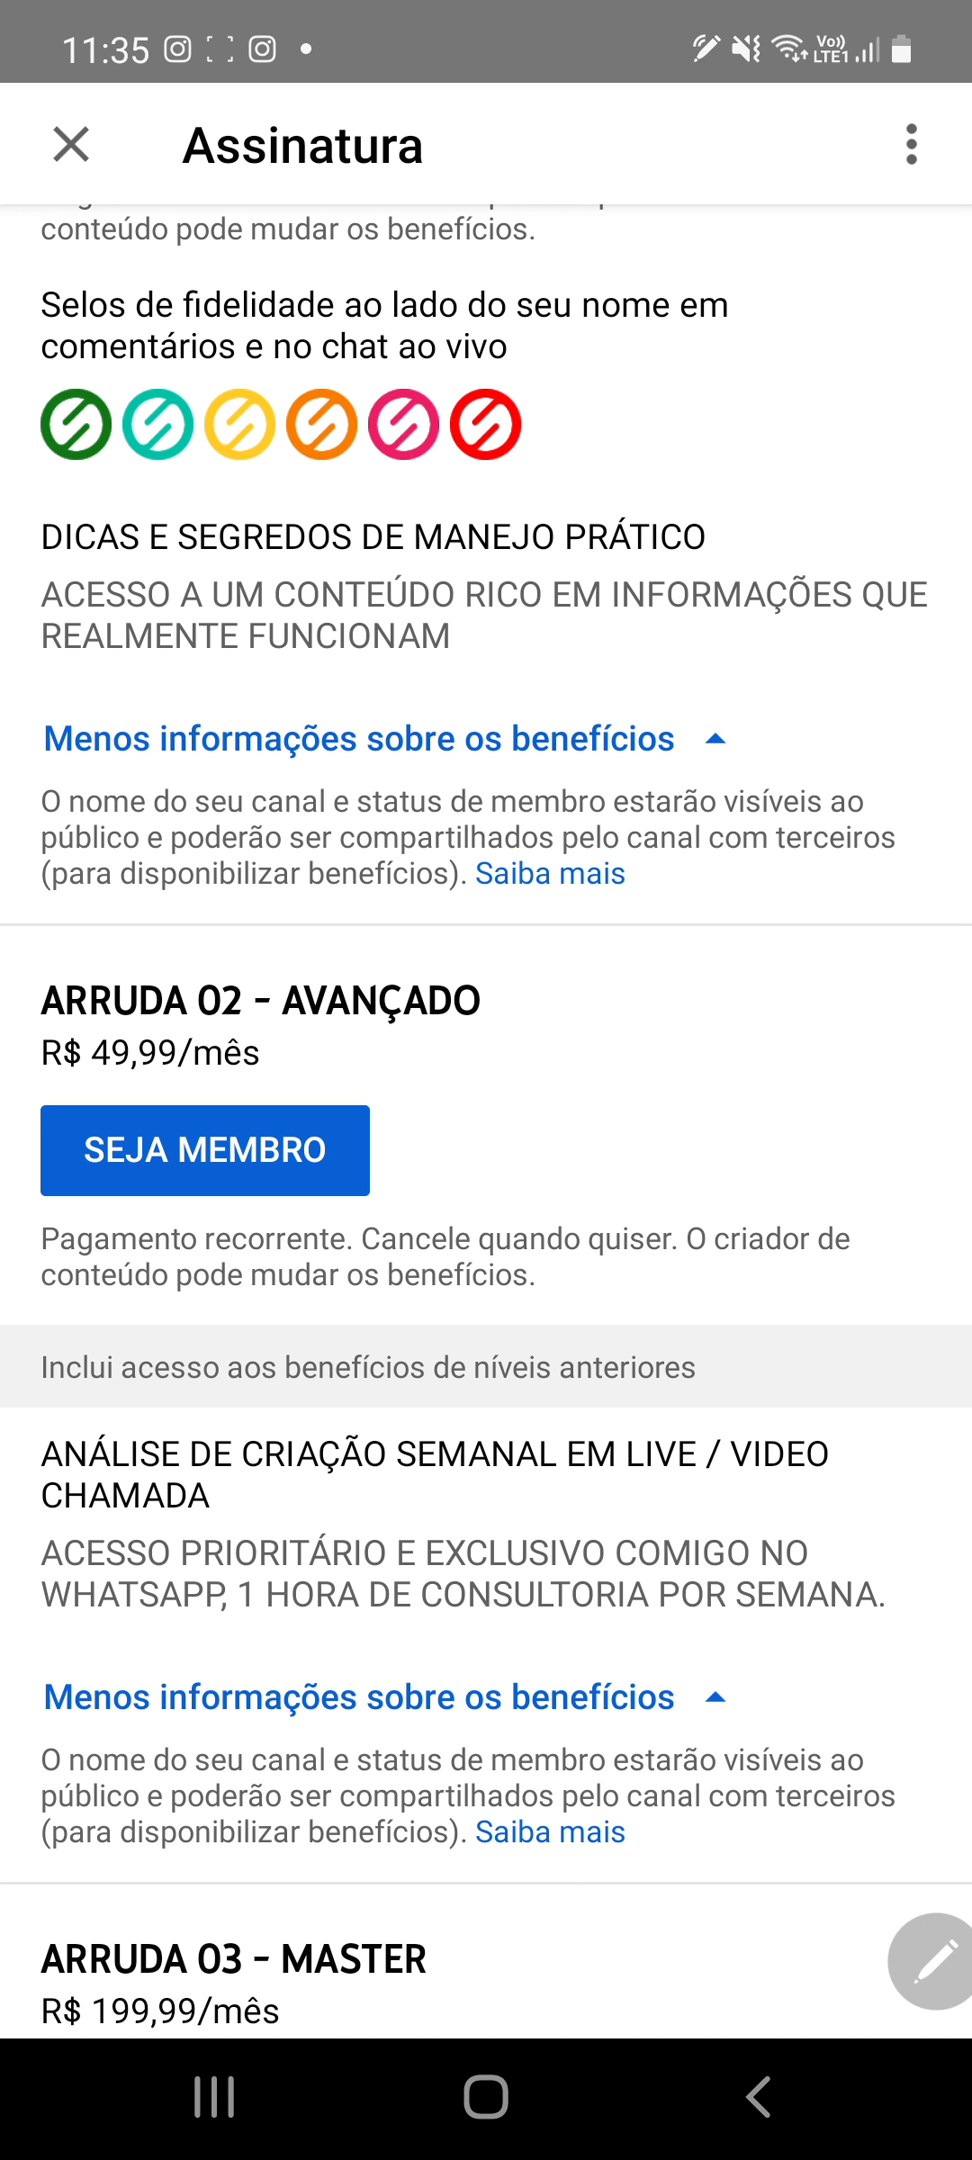 11:35
Vo))
LTE1
Assinatura
conteúdo pode mudar os benefícios.
Selos de fidelidade ao lado do seu nome em
comentários e no chat ao vivo
DICAS E SEGREDOS DE MANEJO PRÁTICO
ACESSO A UM CONTEÚDO RICO EM INFORMAÇÕES QUE
REALMENTE FUNCIONAM
Menos informações sobre os benefícios
O nome do seu canal e status de membro estarão visíveis ao
público e poderão ser compartilhados pelo canal com terceiros
(para disponibilizar benefícios). Saiba mais
ARRUDA 02 - AVANÇADO
R$ 49,99/mês
SEJA MEMBRO
Pagamento recorrente. Cancele quando quiser. O criador de
conteúdo pode mudar os benefícios.
Inclui acesso aos benefícios de níveis anteriores
ANÁLISE DE CRIAÇÃO SEMANAL EM LIVE / VIDEO
CHAMADA
ACESSO PRIORITÁRIO E EXCLUSIVO COMIGO NO
WHATSAPP, 1 HORA DE CONSULTORIA POR SEMANA.
Menos informações sobre os benefícios
O nome do seu canal e status de membro estarão visíveis ao
público e poderão ser compartilhados pelo canal com terceiros
(para disponibilizar benefícios). Saiba mais
ARRUDA 03 - MASTER
R$ 199,99/mês